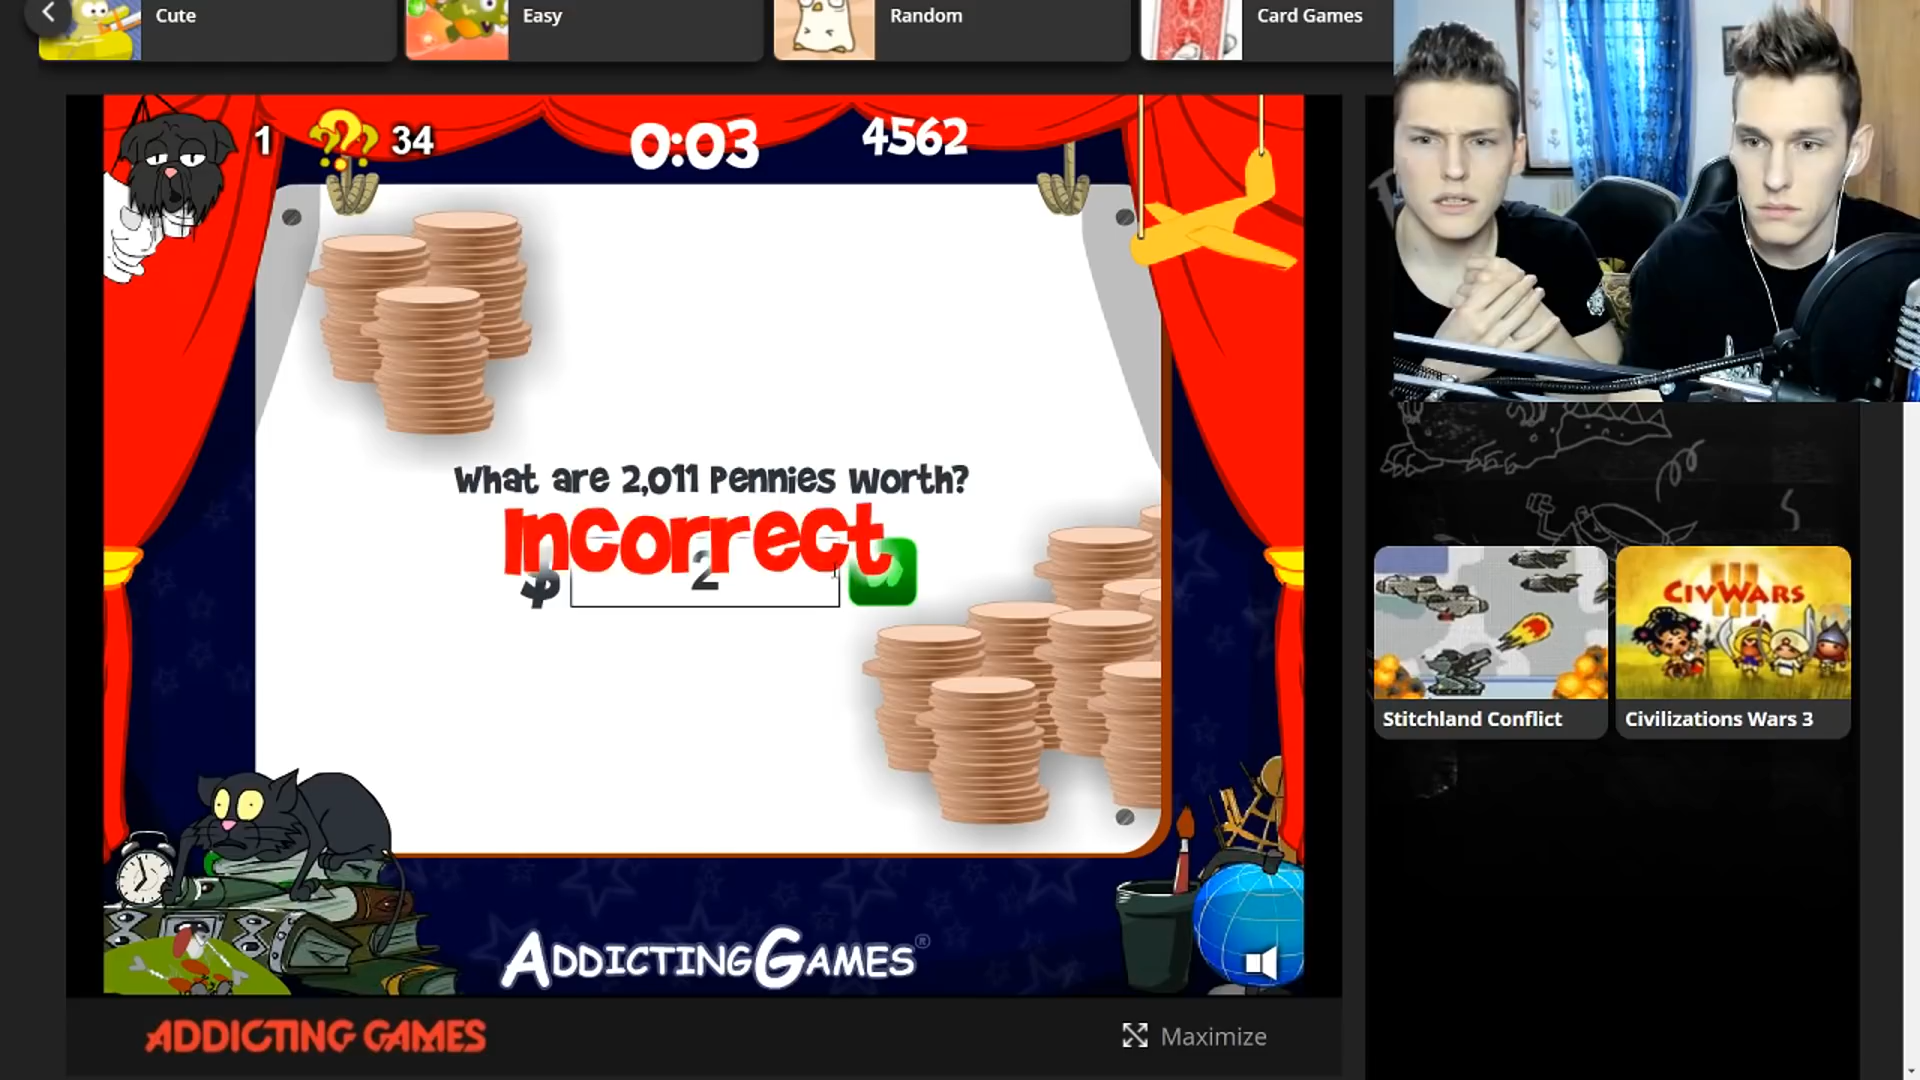 Cute
Easy
Random
Card Games
1
??
34
0:03
4562
What are 2,011 Pennies worth?
Incorrect
$ 2
ADDICTINGGAMES®
Stitchland Conflict
CIVWARS
III
Civilizations Wars 3
ADDICTING GAMES
Maximize